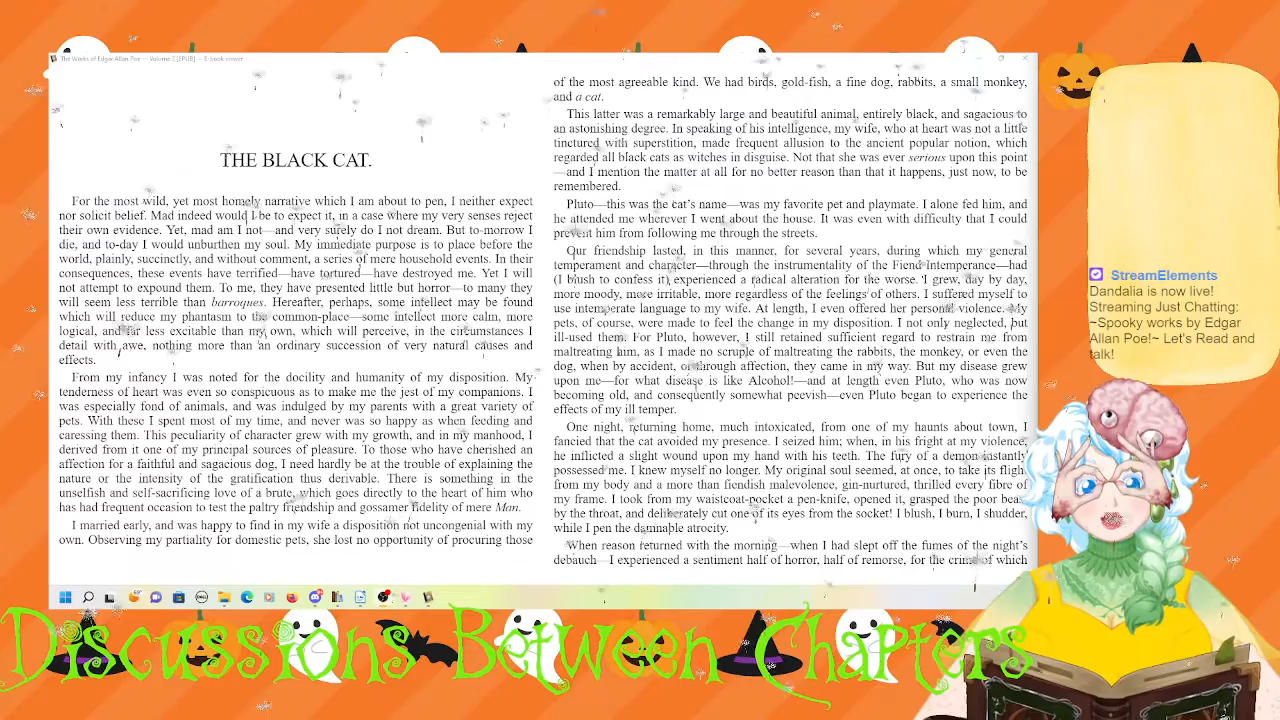 The Works of Edgar Allan Poe — Volume 2 [EPUB] — E-book viewer
THE BLACK CAT.
For the most wild, yet most homely narrative which I am about to pen, I neither expect
nor solicit belief. Mad indeed would I be to expect it, in a case where my very senses reject
their own evidence. Yet, mad am I not—and very surely do I not dream. But to-morrow I
die, and to-day I would unburthen my soul. My immediate purpose is to place before the
world, plainly, succinctly, and without comment, a series of mere household events. In their
consequences, these events have terrified—have tortured—have destroyed me. Yet I will
not attempt to expound them. To me, they have presented little but horror—to many they
will seem less terrible than barroques. Hereafter, perhaps, some intellect may be found
which will reduce my phantasm to the common-place—some intellect more calm, more
logical, and far less excitable than my own, which will perceive, in the circumstances I
detail with awe, nothing more than an ordinary succession of very natural causes and
effects.
From my infancy I was noted for the docility and humanity of my disposition. My
tenderness of heart was even so conspicuous as to make me the jest of my companions. I
was especially fond of animals, and was indulged by my parents with a great variety of
pets. With these I spent most of my time, and never was so happy as when feeding and
caressing them. This peculiarity of character grew with my growth, and in my manhood, I
derived from it one of my principal sources of pleasure. To those who have cherished an
affection for a faithful and sagacious dog, I need hardly be at the trouble of explaining the
nature or the intensity of the gratification thus derivable. There is something in the
unselfish and self-sacrificing love of a brute, which goes directly to the heart of him who
has had frequent occasion to test the paltry friendship and gossamer fidelity of mere Man.
I married early, and was happy to find in my wife a disposition not uncongenial with my
own. Observing my partiality for domestic pets, she lost no opportunity of procuring those
of the most agreeable kind. We had birds, gold-fish, a fine dog, rabbits, a small monkey,
and a cat.
This latter was a remarkably large and beautiful animal, entirely black, and sagacious to
an astonishing degree. In speaking of his intelligence, my wife, who at heart was not a little
tinctured with superstition, made frequent allusion to the ancient popular notion, which
regarded all black cats as witches in disguise. Not that she was ever serious upon this point
—and I mention the matter at all for no better reason than that it happens, just now, to be
remembered.
Pluto—this was the cat's name—was my favorite pet and playmate. I alone fed him, and
he attended me wherever I went about the house. It was even with difficulty that I could
prevent him from following me through the streets.
Our friendship lasted, in this manner, for several years, during which my general
temperament and character—through the instrumentality of the Fiend Intemperance—had
(I blush to confess it) experienced a radical alteration for the worse. I grew, day by day,
more moody, more irritable, more regardless of the feelings of others. I suffered myself to
use intemperate language to my wife. At length, I even offered her personal violence. My
pets, of course, were made to feel the change in my disposition. I not only neglected, but
ill-used them. For Pluto, however, I still retained sufficient regard to restrain me from
maltreating him, as I made no scruple of maltreating the rabbits, the monkey, or even the
dog, when by accident, or through affection, they came in my way. But my disease grew
upon me—for what disease is like Alcohol!—and at length even Pluto, who was now
becoming old, and consequently somewhat peevish—even Pluto began to experience the
effects of my ill temper.
One night, returning home, much intoxicated, from one of my haunts about town, I
fancied that the cat avoided my presence. I seized him; when, in his fright at my violence,
he inflicted a slight wound upon my hand with his teeth. The fury of a demon instantly
possessed me. I knew myself no longer. My original soul seemed, at once, to take its flight
from my body and a more than fiendish malevolence, gin-nurtured, thrilled every fibre of
my frame. I took from my waistcoat-pocket a pen-knife, opened it, grasped the poor beast
by the throat, and deliberately cut one of its eyes from the socket! I blush, I burn, I shudder,
while I pen the damnable atrocity.
When reason returned with the morning—when I had slept off the fumes of the night's
debauch—I experienced a sentiment half of horror, half of remorse, for the crime of which
StreamElements
Dandalia is now live!
Streaming Just Chatting:
~Spooky works by Edgar
Allan Poe!~ Let's Read and
talk!
Discussions Between Chapters